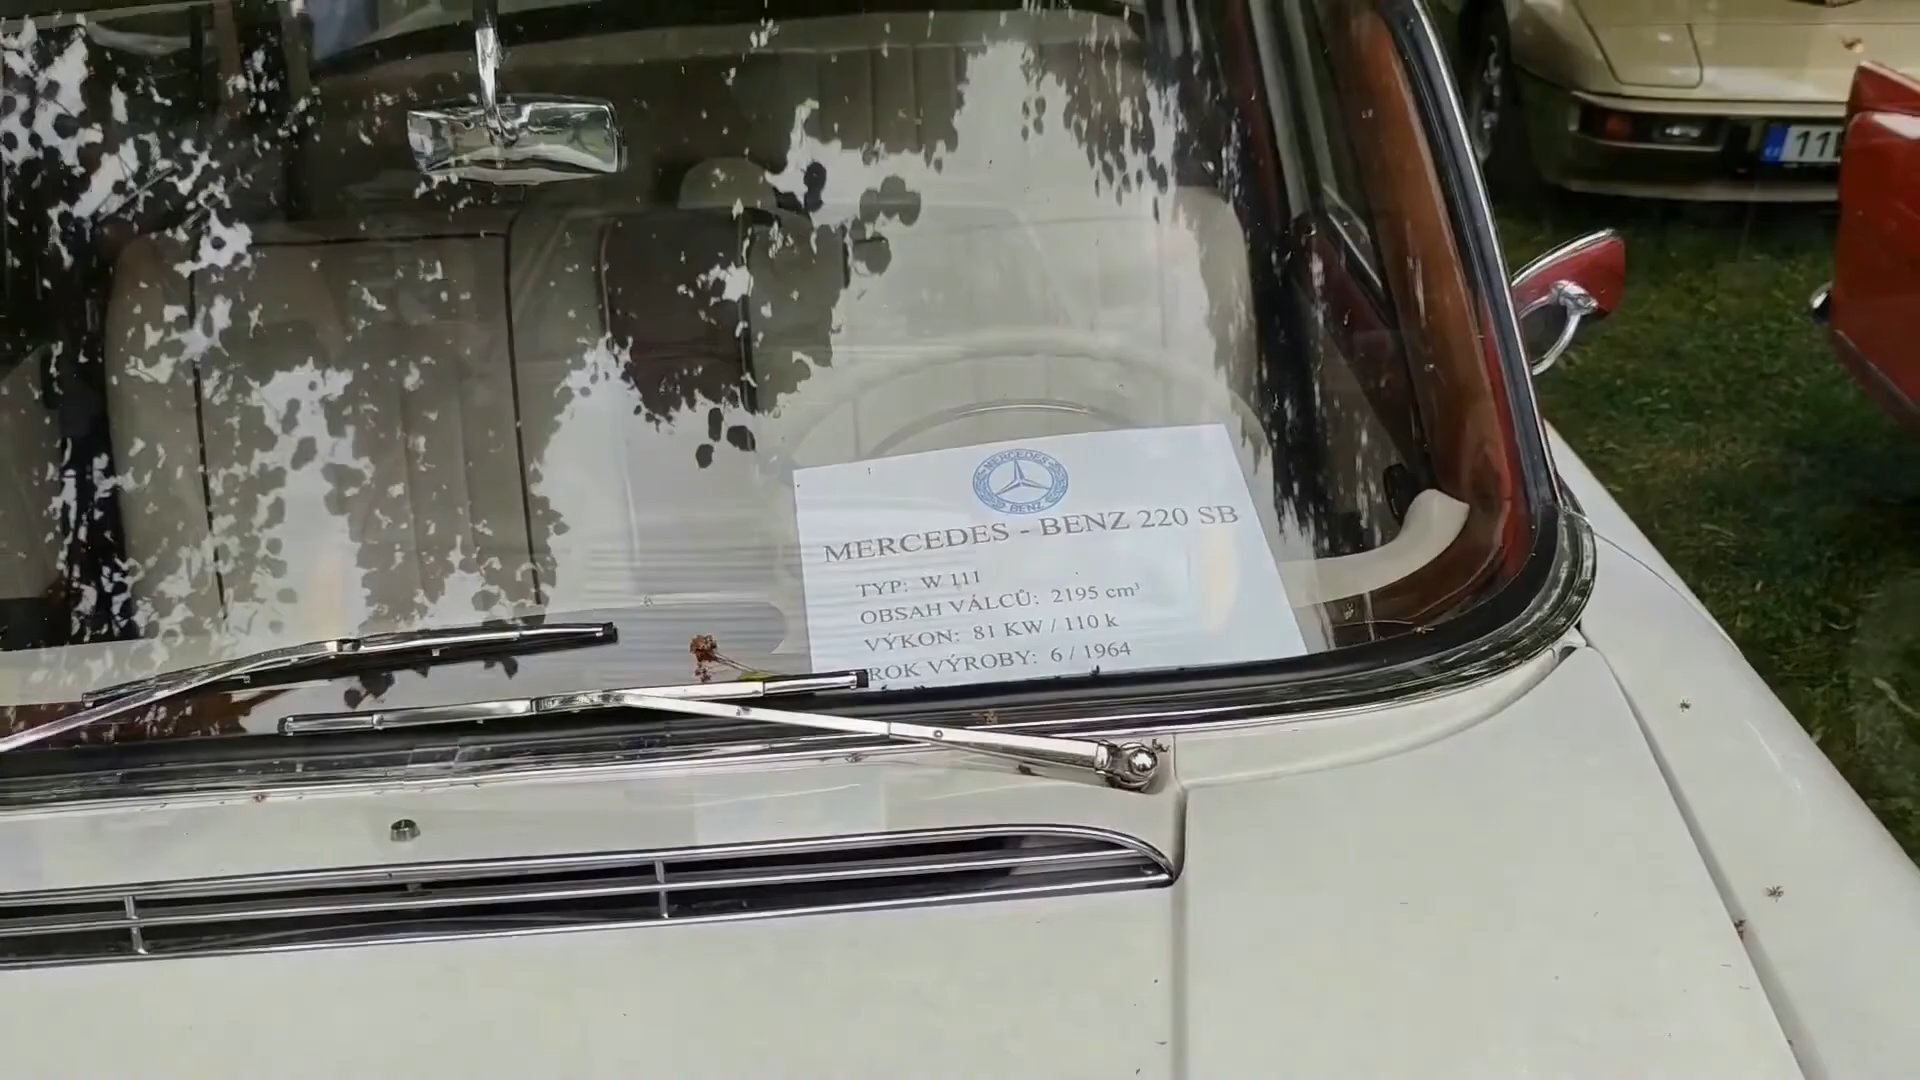 MERCEDES
BENZ
MERCEDES - BENZ 220 SB
TYP: W 111
OBSAH VÁLCŮ: 2195 cm³
VÝKON: 81 KW / 110 k
ROK VÝROBY: 6 / 1964